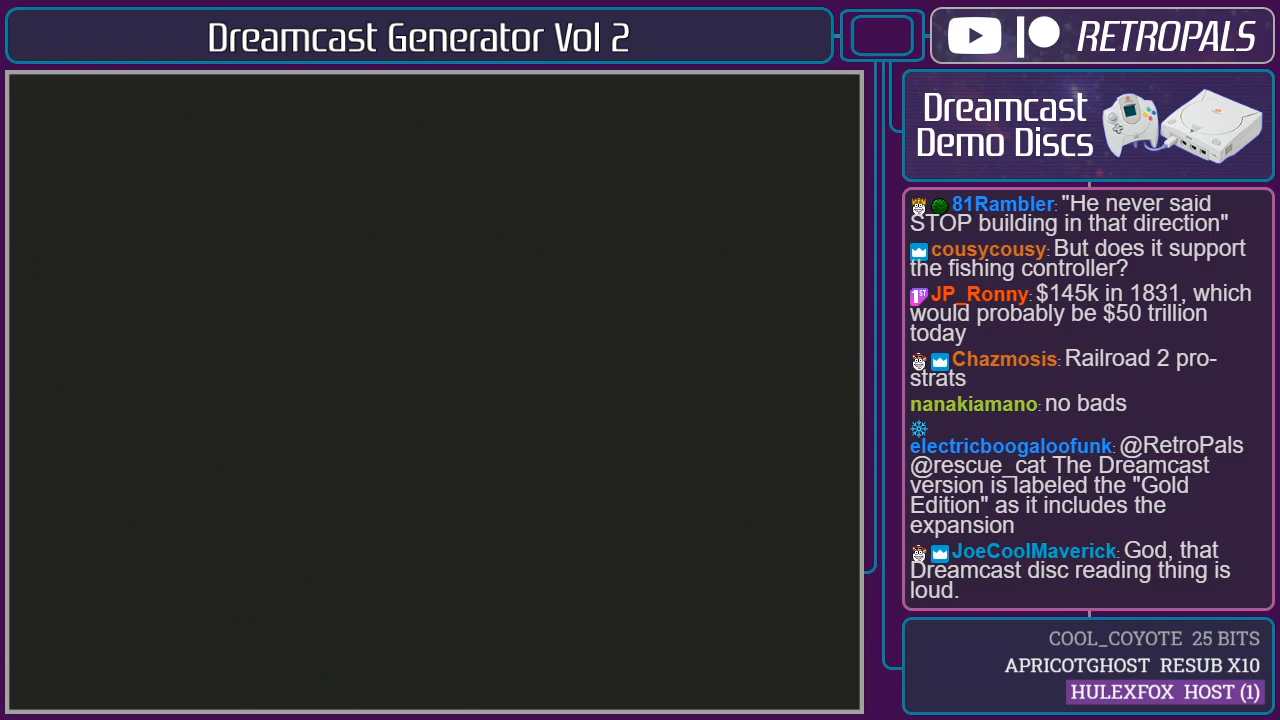 Dreamcast Generator Vol 2
RETROPALS
Dreamcast
Demo Discs
81Rambler: "He never said
STOP building in that direction"
cousycousy: But does it support
the fishing controller?
1ST JP_Ronny: $145k in 1831, which
would probably be $50 trillion
today
Chazmosis: Railroad 2 pro-
strats
nanakiamano: no bads
electricboogaloofunk: @RetroPals
@rescue_cat The Dreamcast
version is labeled the "Gold
Edition" as it includes the
expansion
JoeCoolMaverick: God, that
Dreamcast disc reading thing is
loud.
COOL_COYOTE 25 BITS
APRICOTGHOST RESUB X10
HULEXFOX HOST (1)